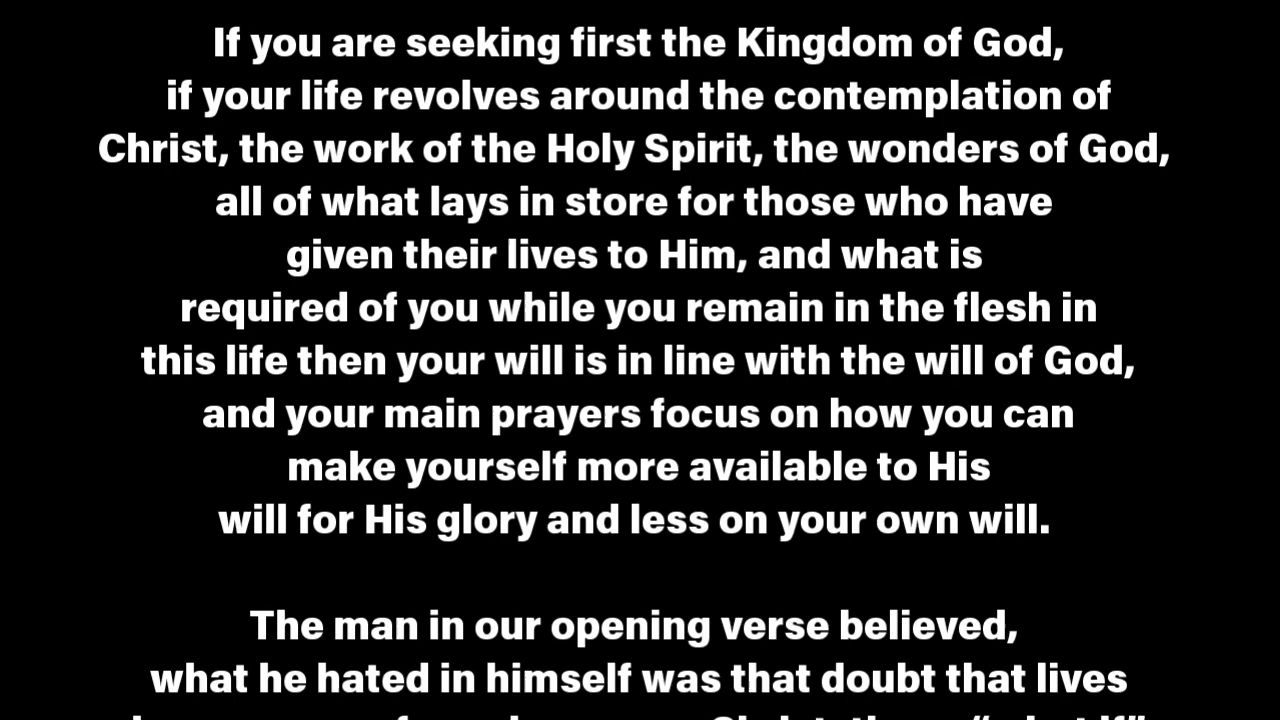 If you are seeking first the Kingdom of God,
if your life revolves around the contemplation of
Christ, the work of the Holy Spirit, the wonders of God,
all of what lays in store for those who have
given their lives to Him, and what is
required of you while you remain in the flesh in
this life then your will is in line with the will of God,
and your main prayers focus on how you can
make yourself more available to His
will for His glory and less on your own will.
The man in our opening verse believed,
what he hated in himself was that doubt that lives